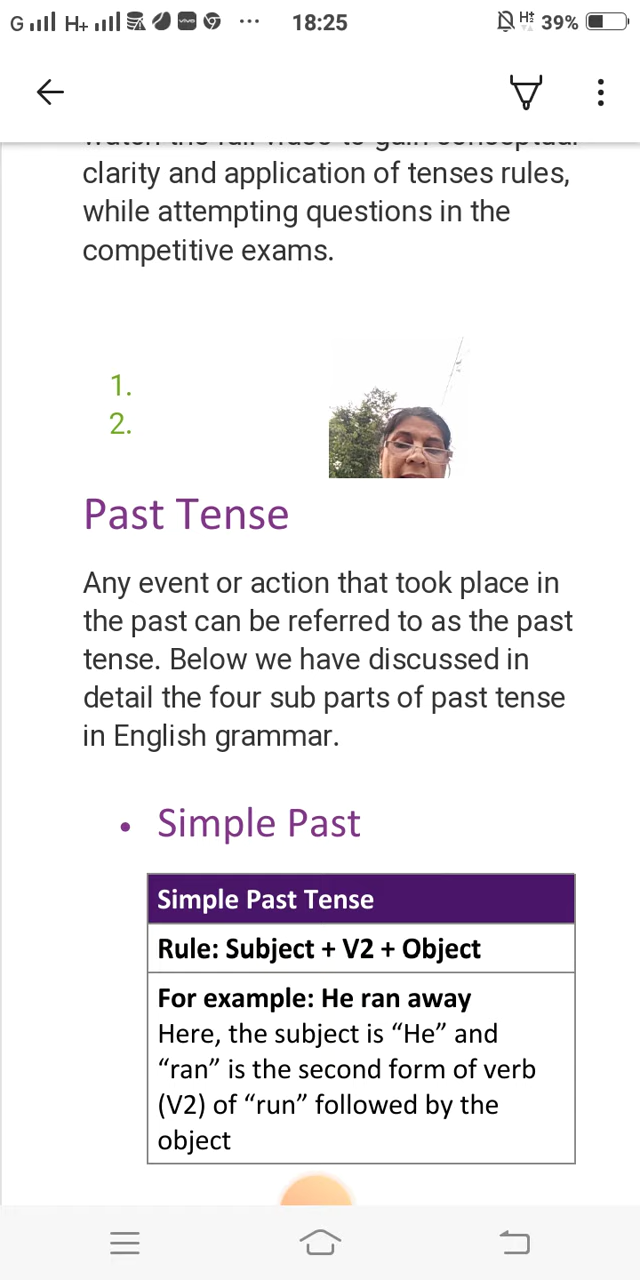 G H+ vivo ... 18:25 H+ 39%
clarity and application of tenses rules,
while attempting questions in the
competitive exams.
1.
2.
Past Tense
Any event or action that took place in
the past can be referred to as the past
tense. Below we have discussed in
detail the four sub parts of past tense
in English grammar.
• Simple Past
Simple Past Tense
Rule: Subject + V2 + Object
For example: He ran away
Here, the subject is “He” and
“ran” is the second form of verb
(V2) of “run” followed by the
object